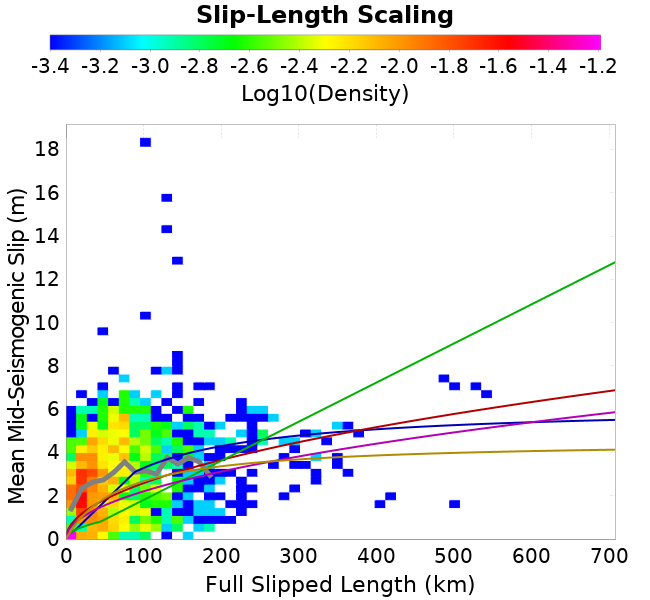 Slip-Length Scaling
-3.4 -3.2 -3.0 -2.8 -2.6 -2.4 -2.2 -2.0 -1.8 -1.6 -1.4 -1.2
Log10(Density)
18
16
14
12
10
8
6
4
2
0
Mean Mid-Seismogenic Slip (m)
0 100 200 300 400 500 600 700
Full Slipped Length (km)